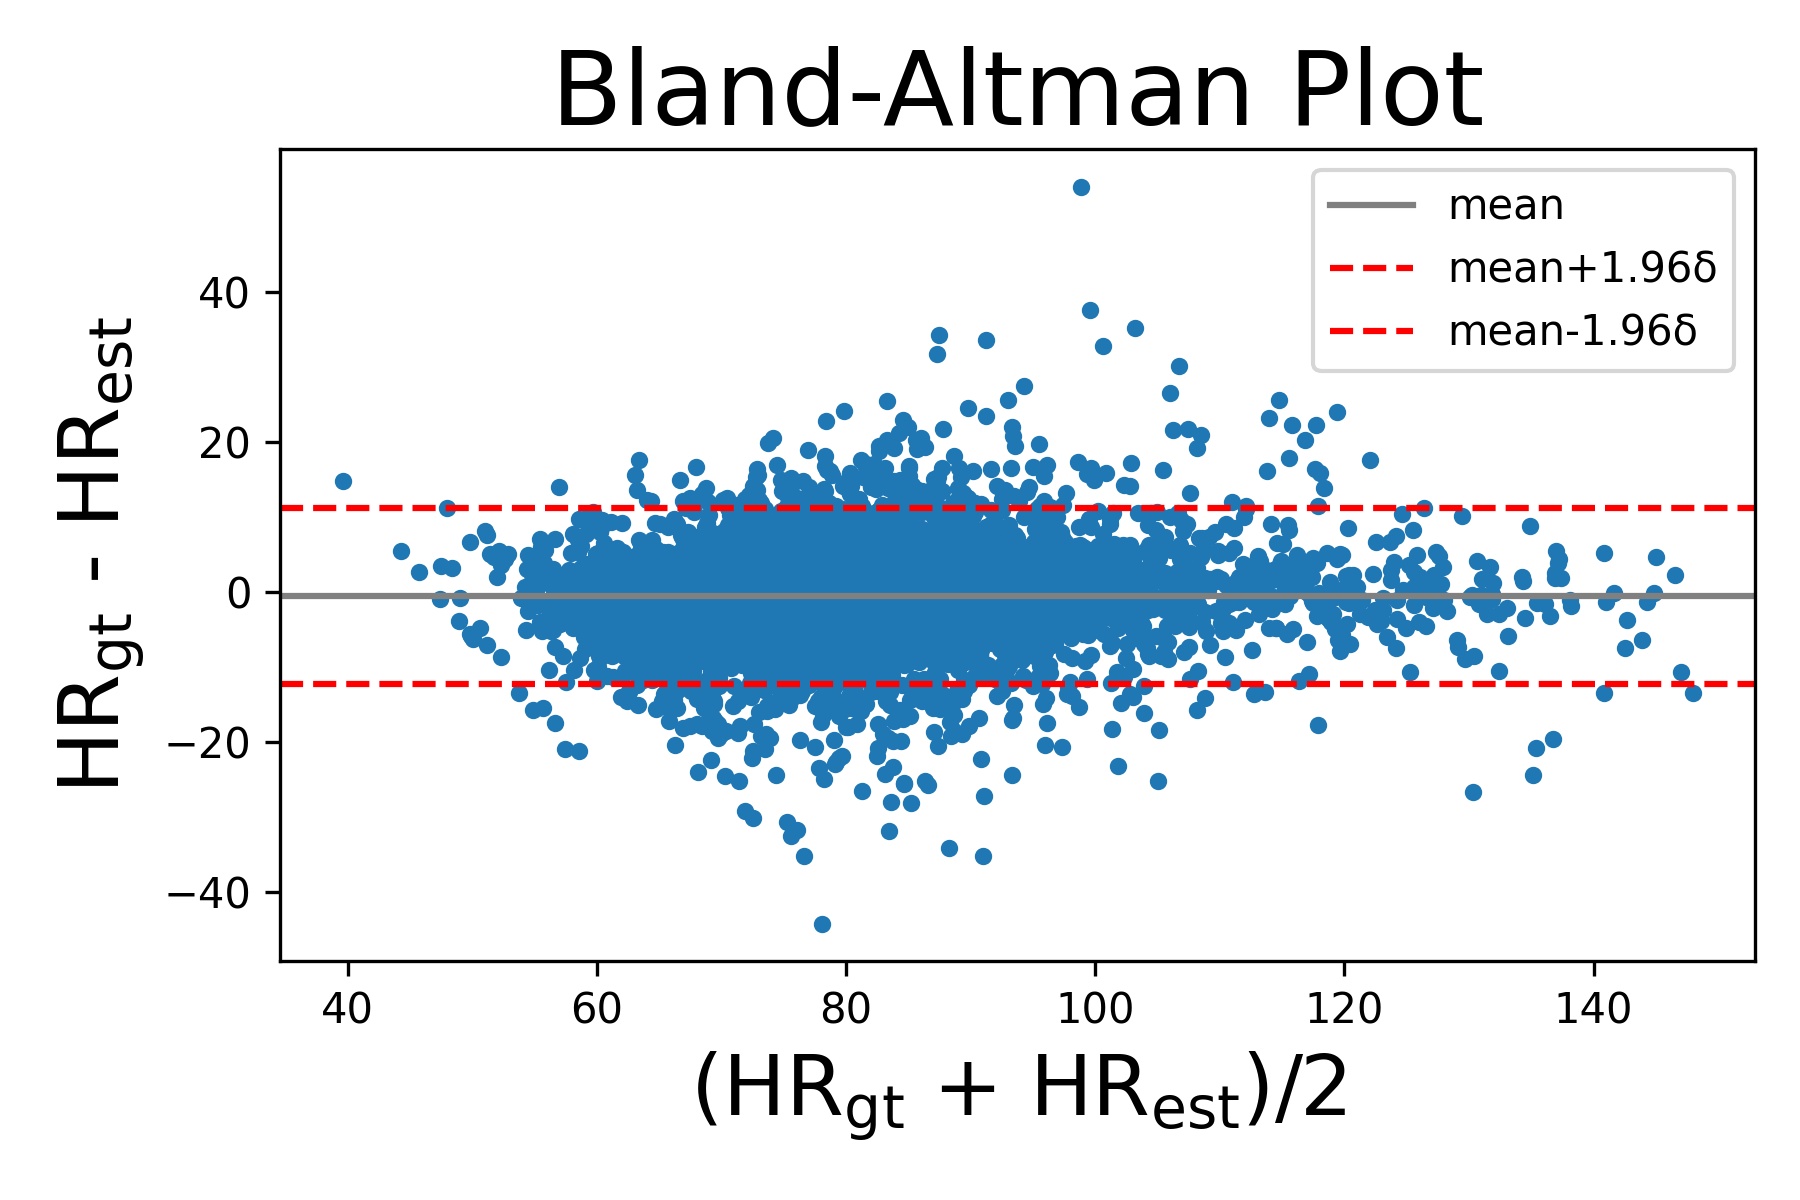 Bland-Altman Plot
mean
mean+1.96δ
mean-1.96δ
HRgt - HRest
40
20
0
−20
−40
40 60 80 100 120 140
(HRgt + HRest)/2